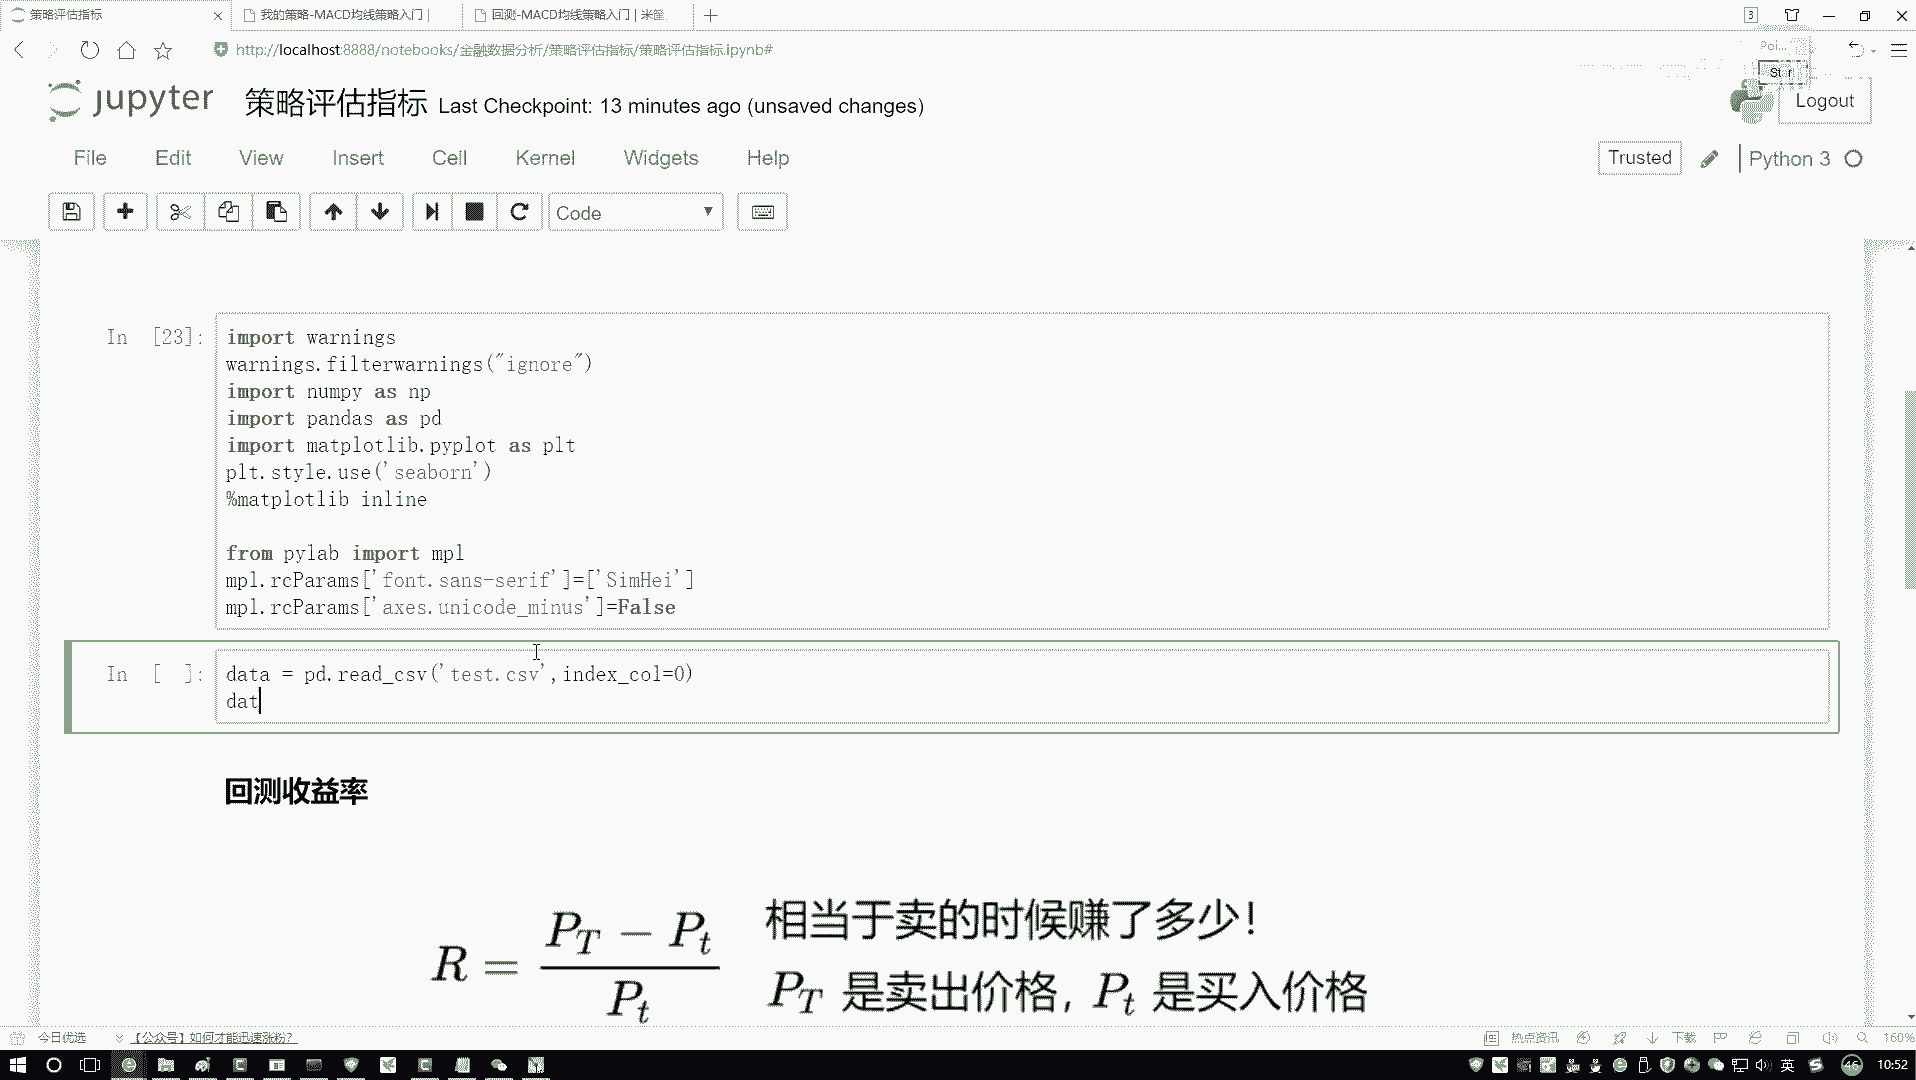 策略评估指标
我的策略-MACD均线策略入门 |
回测-MACD均线策略入门 | 米筐
3
http://localhost:8888/notebooks/金融数据分析/策略评估指标/策略评估指标.ipynb#
Poi...
jupyter 策略评估指标 Last Checkpoint: 13 minutes ago (unsaved changes)
Logout
File Edit View Insert Cell Kernel Widgets Help
Trusted
Python 3
Code
In [23]:
import warnings
warnings.filterwarnings("ignore")
import numpy as np
import pandas as pd
import matplotlib.pyplot as plt
plt.style.use('seaborn')
%matplotlib inline
from pylab import mpl
mpl.rcParams['font.sans-serif']=['SimHei']
mpl.rcParams['axes.unicode_minus']=False
In [ ]:
data = pd.read_csv('test.csv',index_col=0)
dat
回测收益率
R = (P_T − P_t) / P_t
相当于卖的时候赚了多少!
P_T 是卖出价格, P_t 是买入价格
今日优选
【公众号】如何才能迅速涨粉?
热点资讯
下载
160%
英
46
10:52